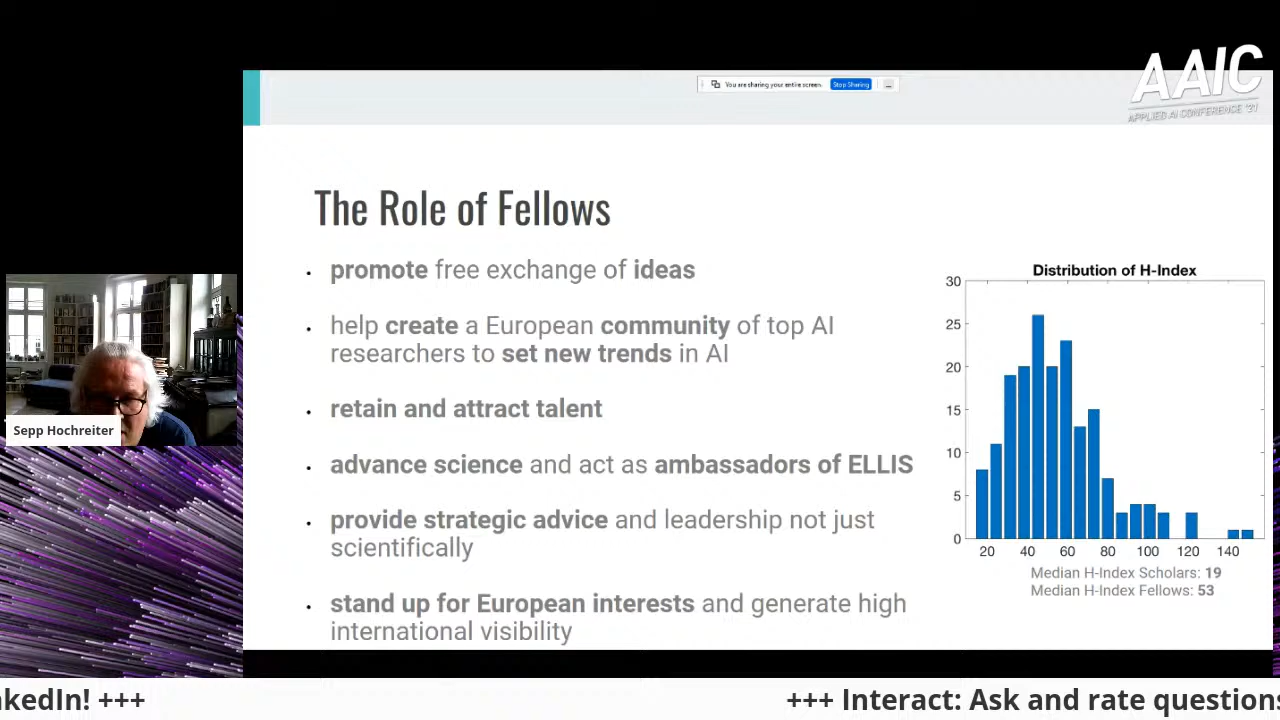 AAIC
APPLIED AI CONFERENCE '21
You are sharing your entire screen.
Stop Sharing
The Role of Fellows
• promote free exchange of ideas
• help create a European community of top AI
researchers to set new trends in AI
• retain and attract talent
• advance science and act as ambassadors of ELLIS
• provide strategic advice and leadership not just
scientifically
• stand up for European interests and generate high
international visibility
Distribution of H-Index
30
25
20
15
10
5
0
20 40 60 80 100 120 140
Median H-Index Scholars: 19
Median H-Index Fellows: 53
Sepp Hochreiter
nkedIn! +++ +++ Interact: Ask and rate questions